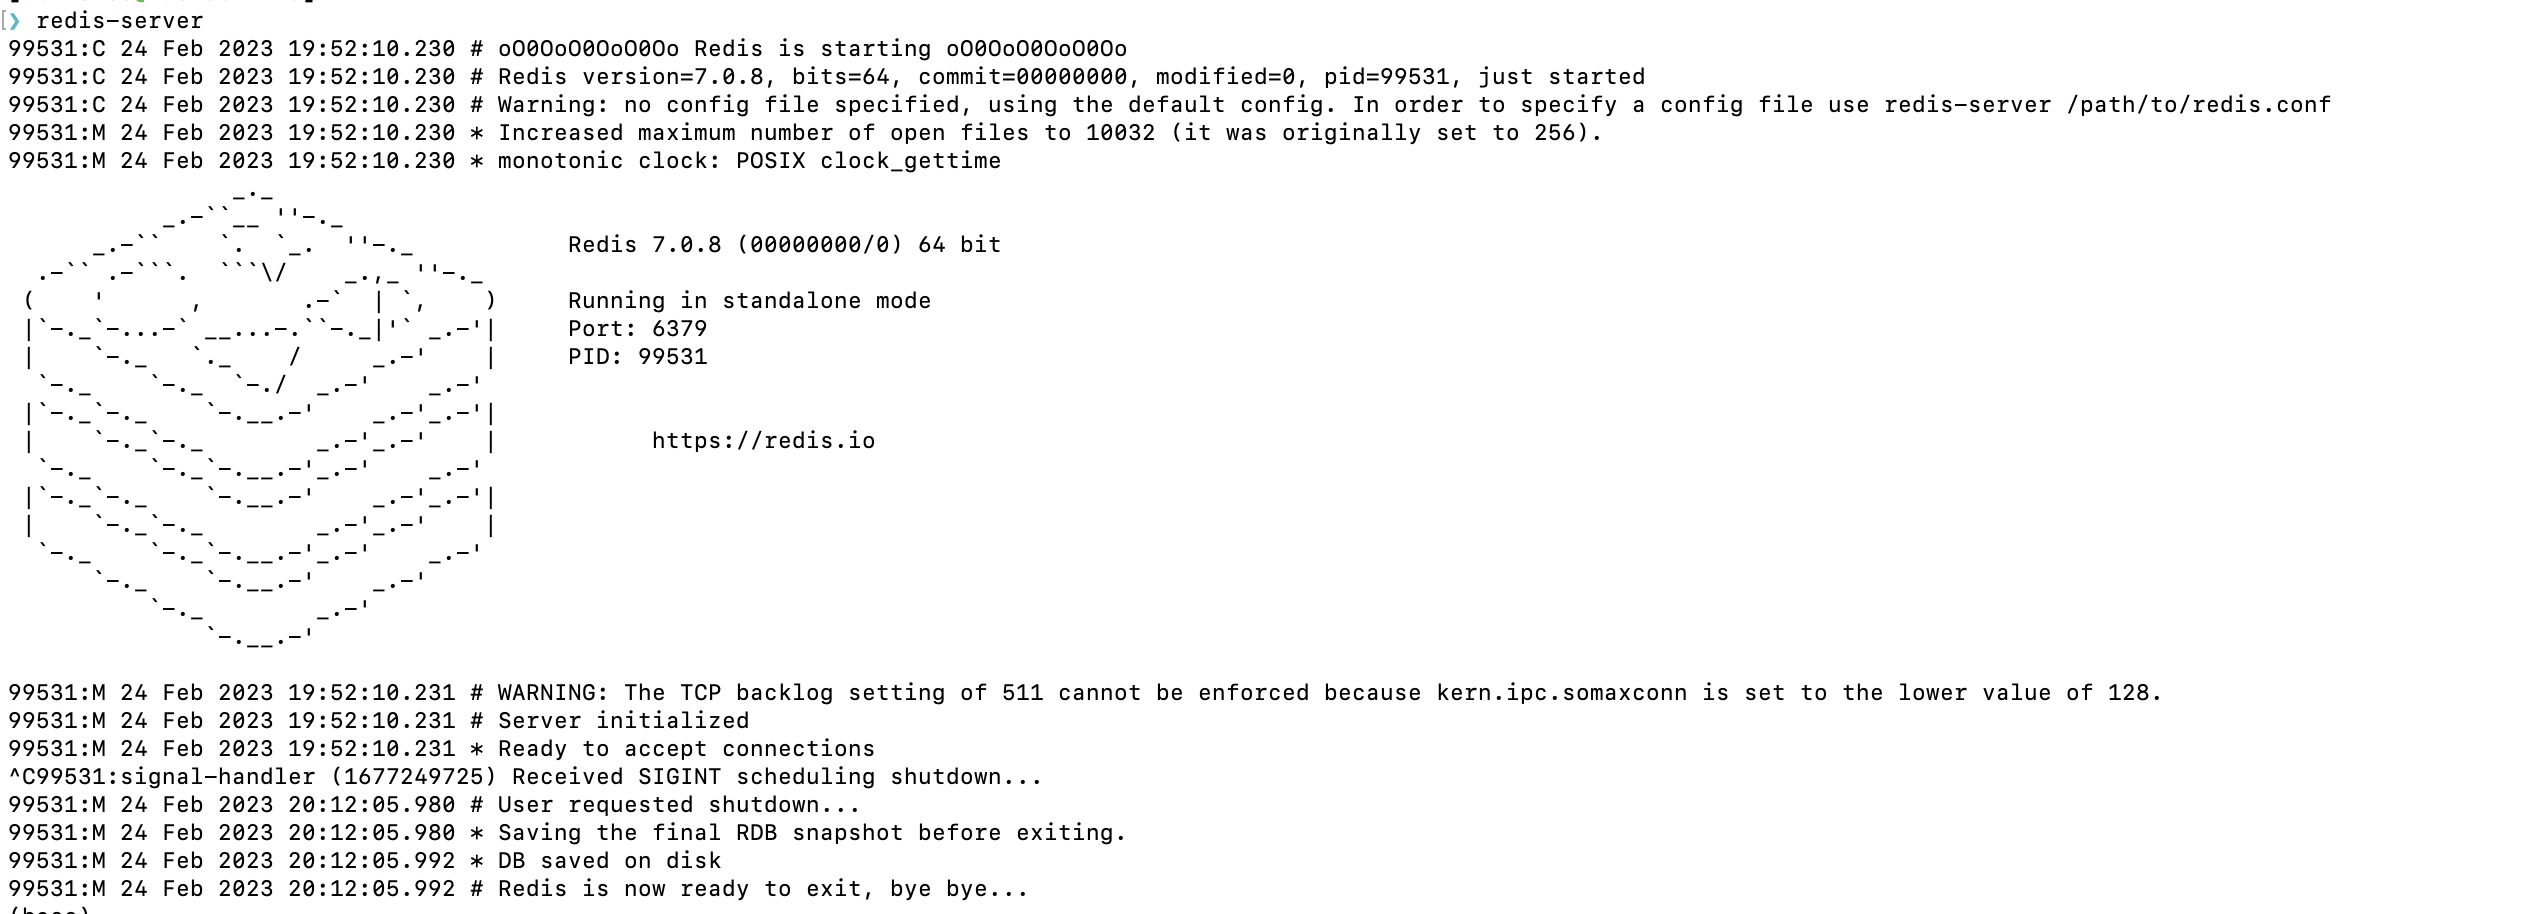 ❯ redis-server
99531:C 24 Feb 2023 19:52:10.230 # oO0OoO0OoO0Oo Redis is starting oO0OoO0OoO0Oo
99531:C 24 Feb 2023 19:52:10.230 # Redis version=7.0.8, bits=64, commit=00000000, modified=0, pid=99531, just started
99531:C 24 Feb 2023 19:52:10.230 # Warning: no config file specified, using the default config. In order to specify a config file use redis-server /path/to/redis.conf
99531:M 24 Feb 2023 19:52:10.230 * Increased maximum number of open files to 10032 (it was originally set to 256).
99531:M 24 Feb 2023 19:52:10.230 * monotonic clock: POSIX clock_gettime
Redis 7.0.8 (00000000/0) 64 bit
Running in standalone mode
Port: 6379
PID: 99531
https://redis.io
99531:M 24 Feb 2023 19:52:10.231 # WARNING: The TCP backlog setting of 511 cannot be enforced because kern.ipc.somaxconn is set to the lower value of 128.
99531:M 24 Feb 2023 19:52:10.231 # Server initialized
99531:M 24 Feb 2023 19:52:10.231 * Ready to accept connections
^C99531:signal-handler (1677249725) Received SIGINT scheduling shutdown...
99531:M 24 Feb 2023 20:12:05.980 # User requested shutdown...
99531:M 24 Feb 2023 20:12:05.980 * Saving the final RDB snapshot before exiting.
99531:M 24 Feb 2023 20:12:05.992 * DB saved on disk
99531:M 24 Feb 2023 20:12:05.992 # Redis is now ready to exit, bye bye...